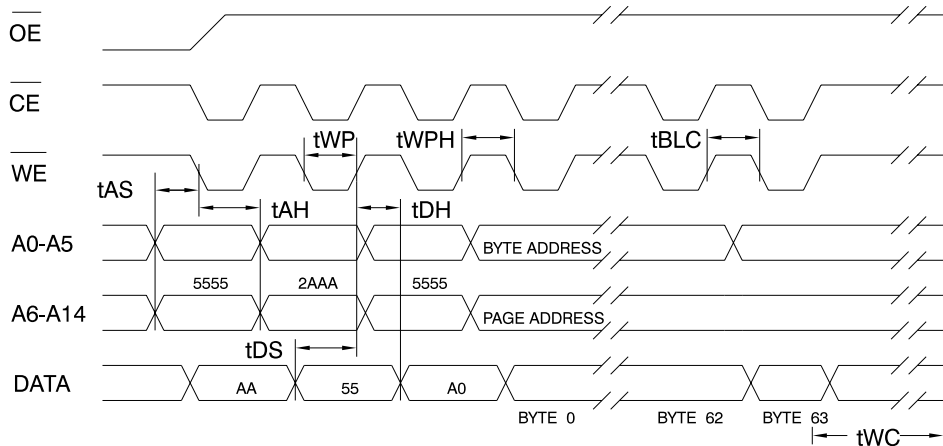 OE
CE
tWP tWPH tBLC
WE
tAS
tAH tDH
A0-A5 BYTE ADDRESS
5555 2AAA 5555
A6-A14 PAGE ADDRESS
tDS
DATA AA 55 A0
BYTE 0 BYTE 62 BYTE 63
tWC